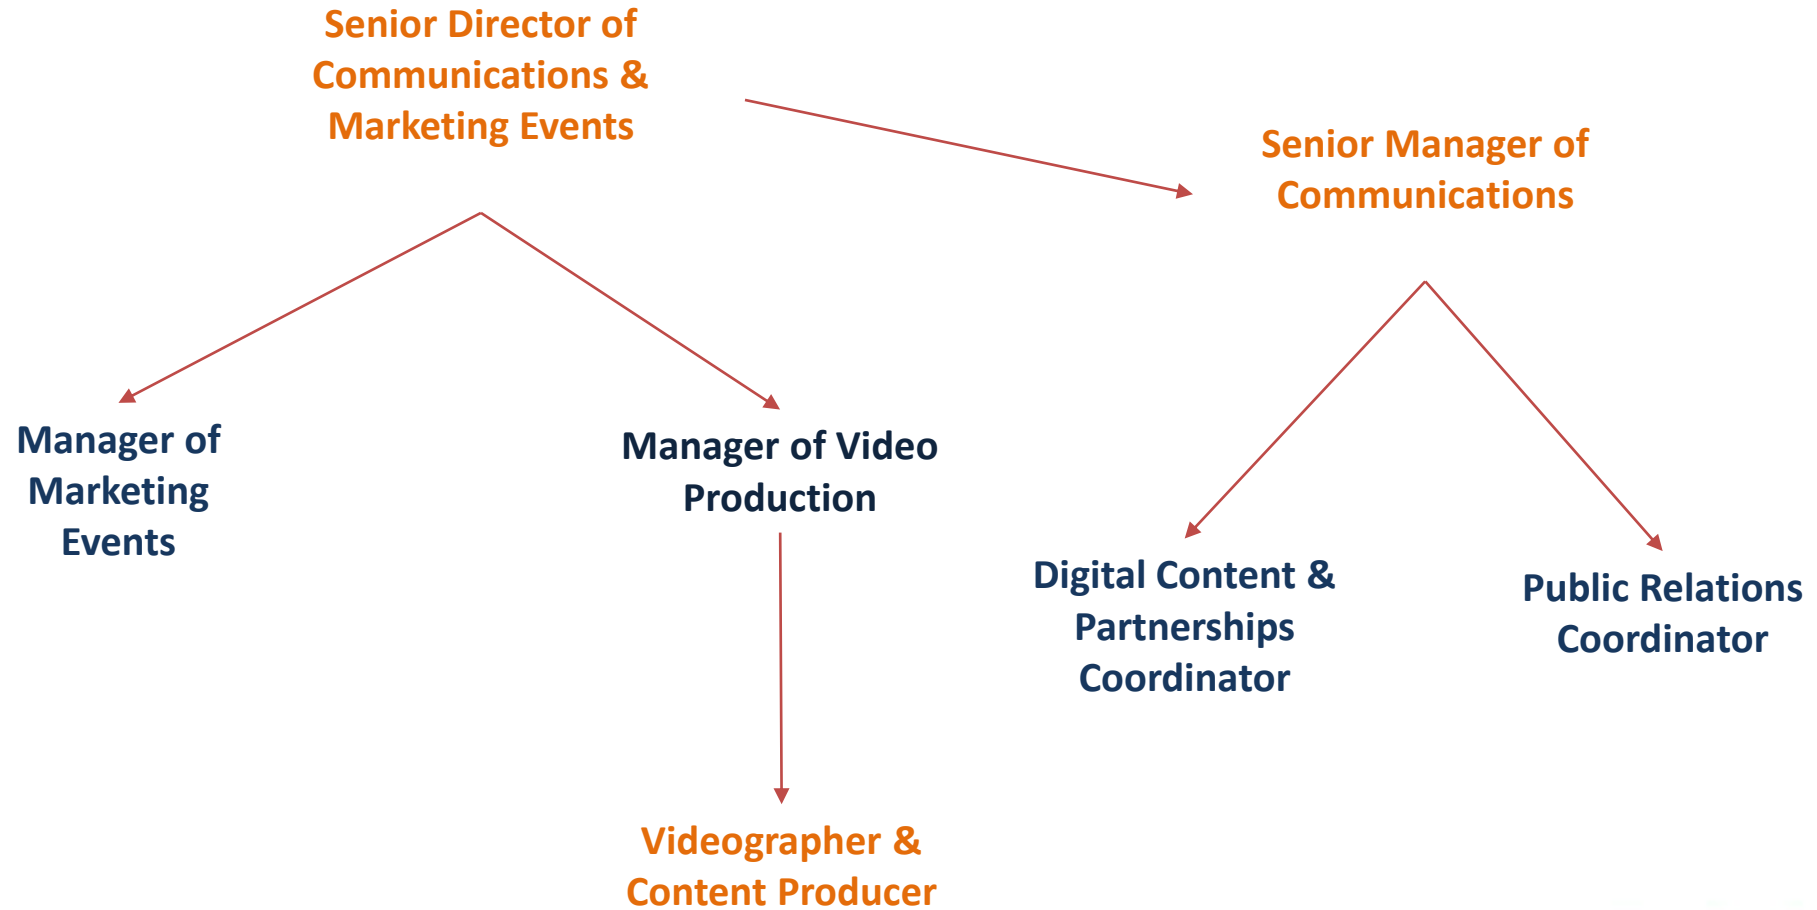 Senior Director of
Communications &
Marketing Events
Senior Manager of
Communications
Manager of
Marketing
Events
Manager of Video
Production
Digital Content &
Partnerships
Coordinator
Public Relations
Coordinator
Videographer &
Content Producer